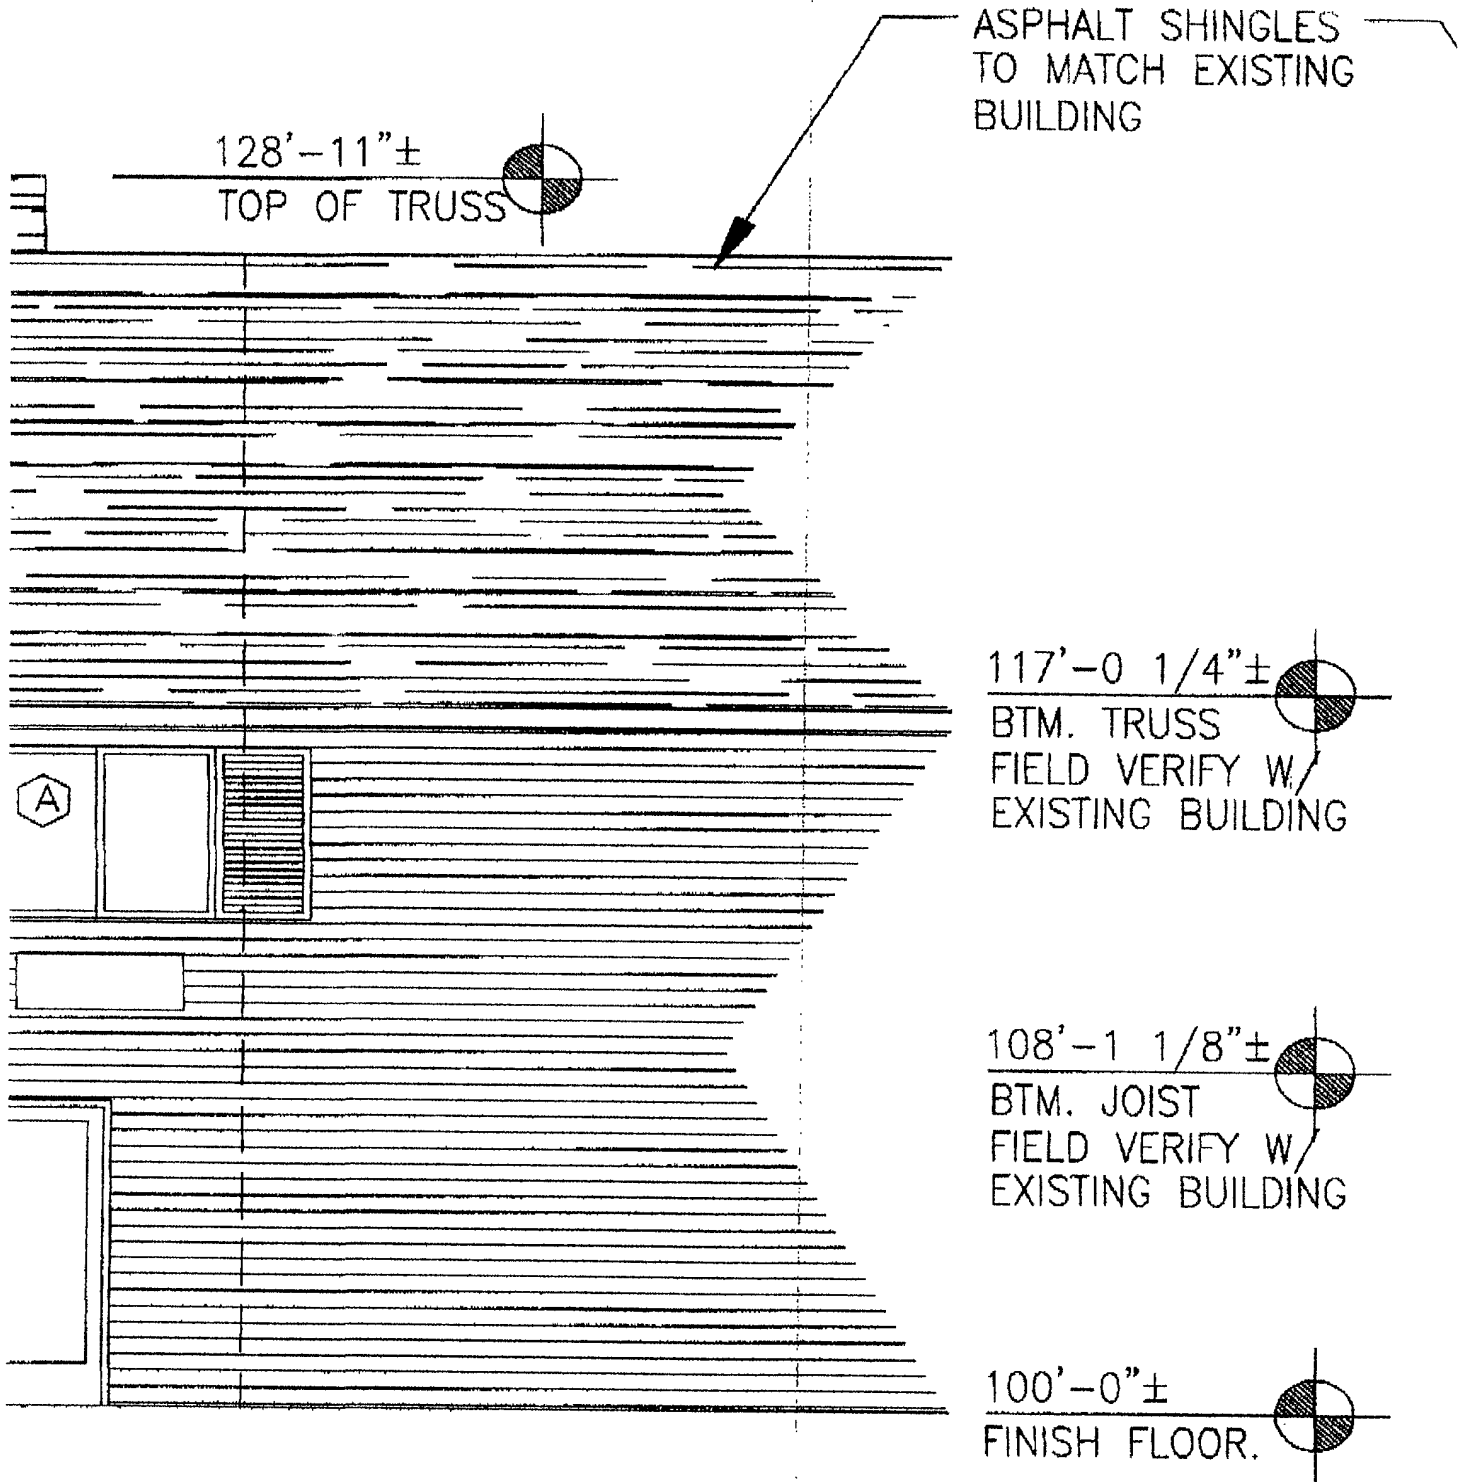 ASPHALT SHINGLES
TO MATCH EXISTING
BUILDING
128'-11"±
TOP OF TRUSS
117'-0 1/4"±
BTM. TRUSS
FIELD VERIFY W/
EXISTING BUILDING
A
108'-1 1/8"±
BTM. JOIST
FIELD VERIFY W/
EXISTING BUILDING
100'-0"±
FINISH FLOOR.